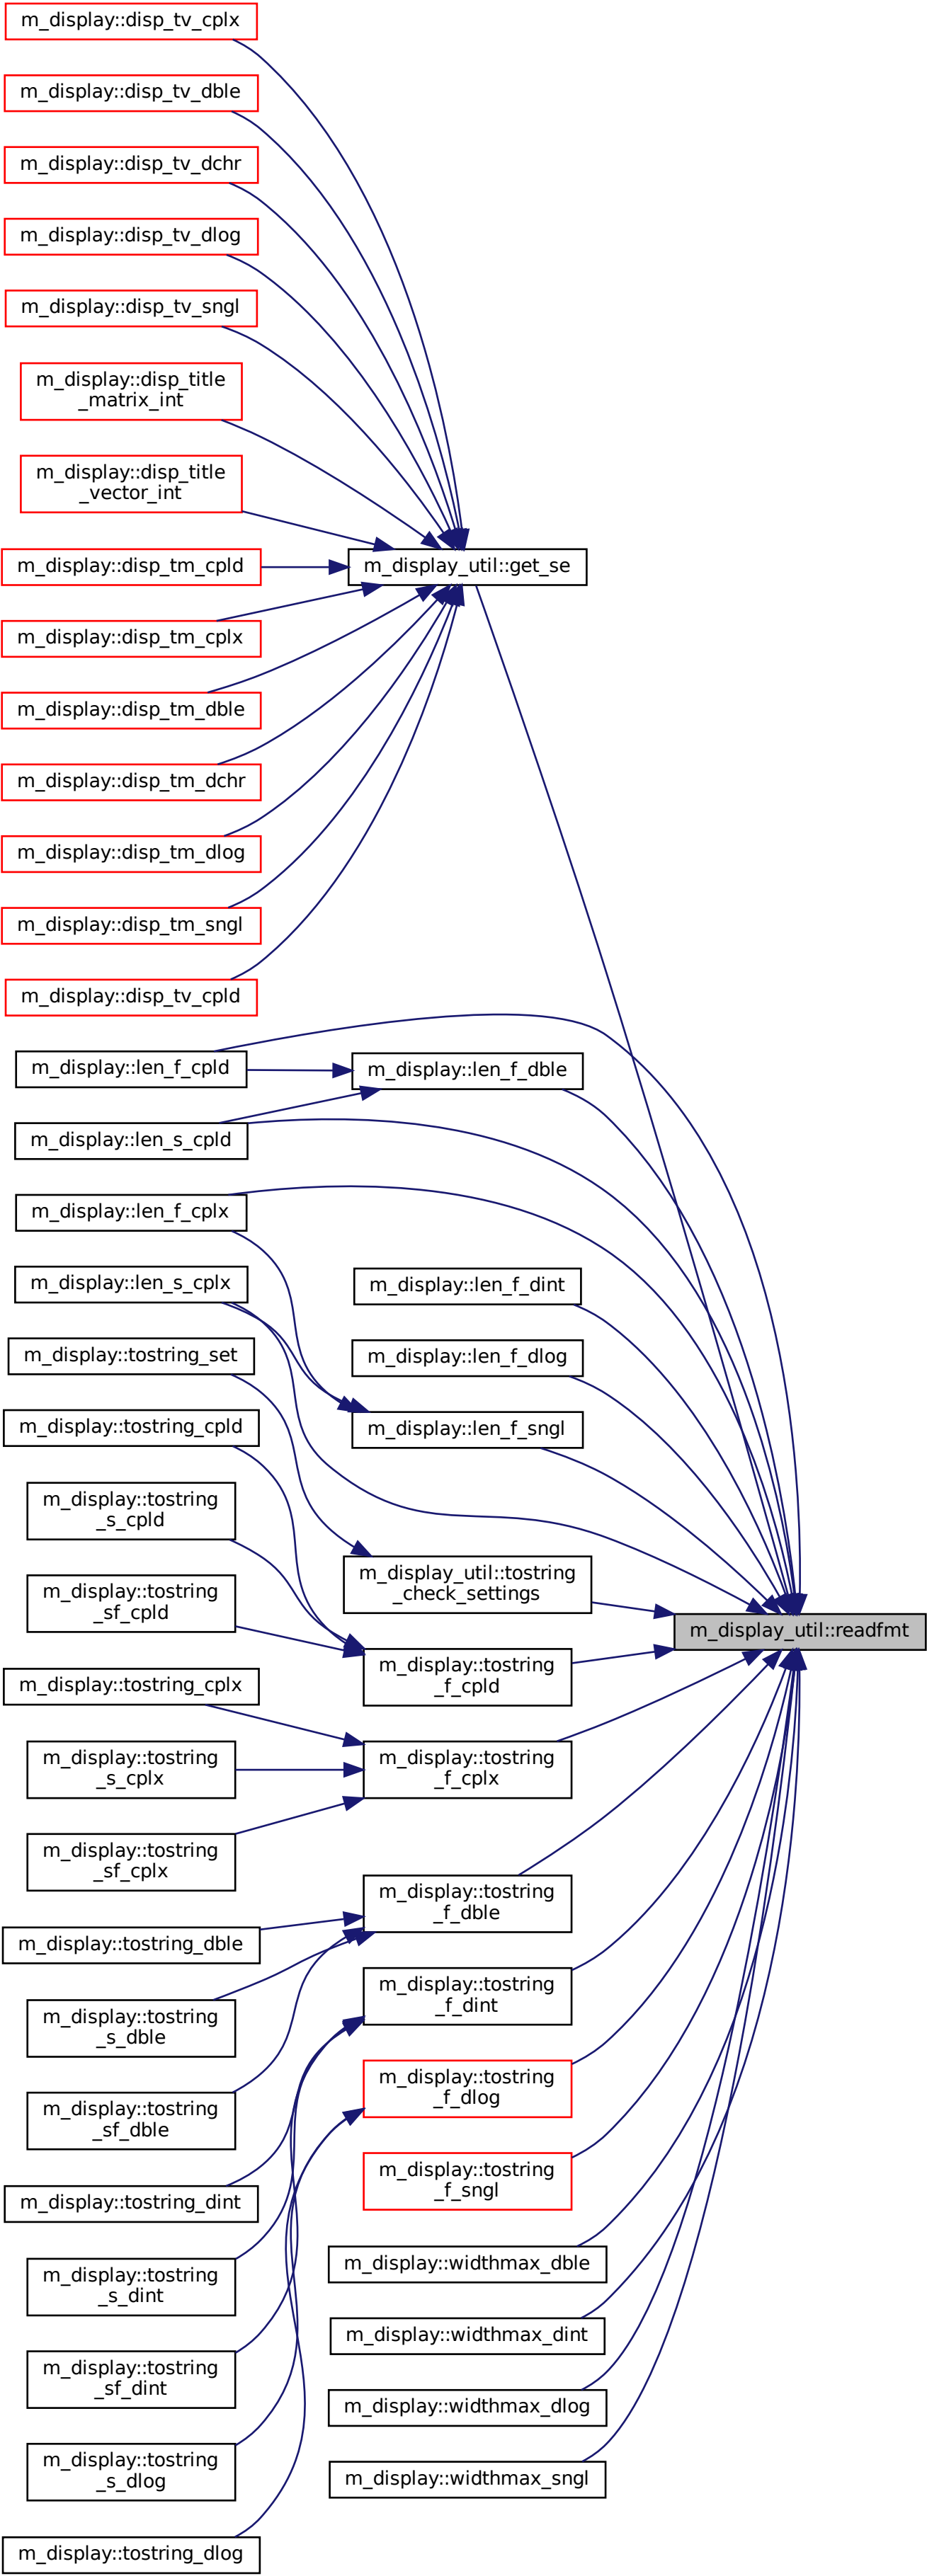 m_display::disp_tv_cplx
m_display::disp_tv_dble
m_display::disp_tv_dchr
m_display::disp_tv_dlog
m_display::disp_tv_sngl
m_display::disp_title
_matrix_int
m_display::disp_title
_vector_int
m_display::disp_tm_cpld
m_display::disp_tm_cplx
m_display::disp_tm_dble
m_display::disp_tm_dchr
m_display::disp_tm_dlog
m_display::disp_tm_sngl
m_display::disp_tv_cpld
m_display::len_f_cpld
m_display::len_s_cpld
m_display::len_f_cplx
m_display::len_s_cplx
m_display::tostring_set
m_display::tostring_cpld
m_display::tostring
_s_cpld
m_display::tostring
_sf_cpld
m_display::tostring_cplx
m_display::tostring
_s_cplx
m_display::tostring
_sf_cplx
m_display::tostring_dble
m_display::tostring
_s_dble
m_display::tostring
_sf_dble
m_display::tostring_dint
m_display::tostring
_s_dint
m_display::tostring
_sf_dint
m_display::tostring
_s_dlog
m_display::tostring_dlog
m_display_util::get_se
m_display::len_f_dble
m_display::len_f_dint
m_display::len_f_dlog
m_display::len_f_sngl
m_display_util::tostring
_check_settings
m_display::tostring
_f_cpld
m_display::tostring
_f_cplx
m_display::tostring
_f_dble
m_display::tostring
_f_dint
m_display::tostring
_f_dlog
m_display::tostring
_f_sngl
m_display::widthmax_dble
m_display::widthmax_dint
m_display::widthmax_dlog
m_display::widthmax_sngl
m_display_util::readfmt